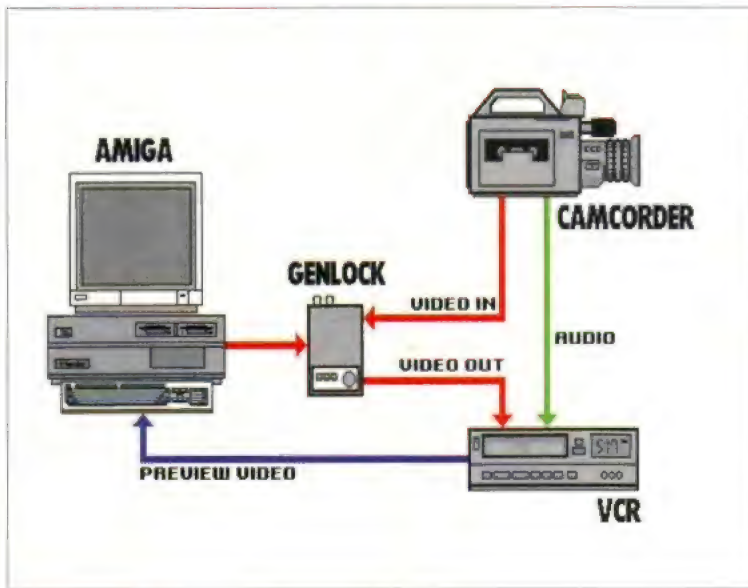 AMIGA
CAMCORDER
GENLOCK
VIDEO IN
AUDIO
VIDEO OUT
PREVIEW VIDEO
VCR